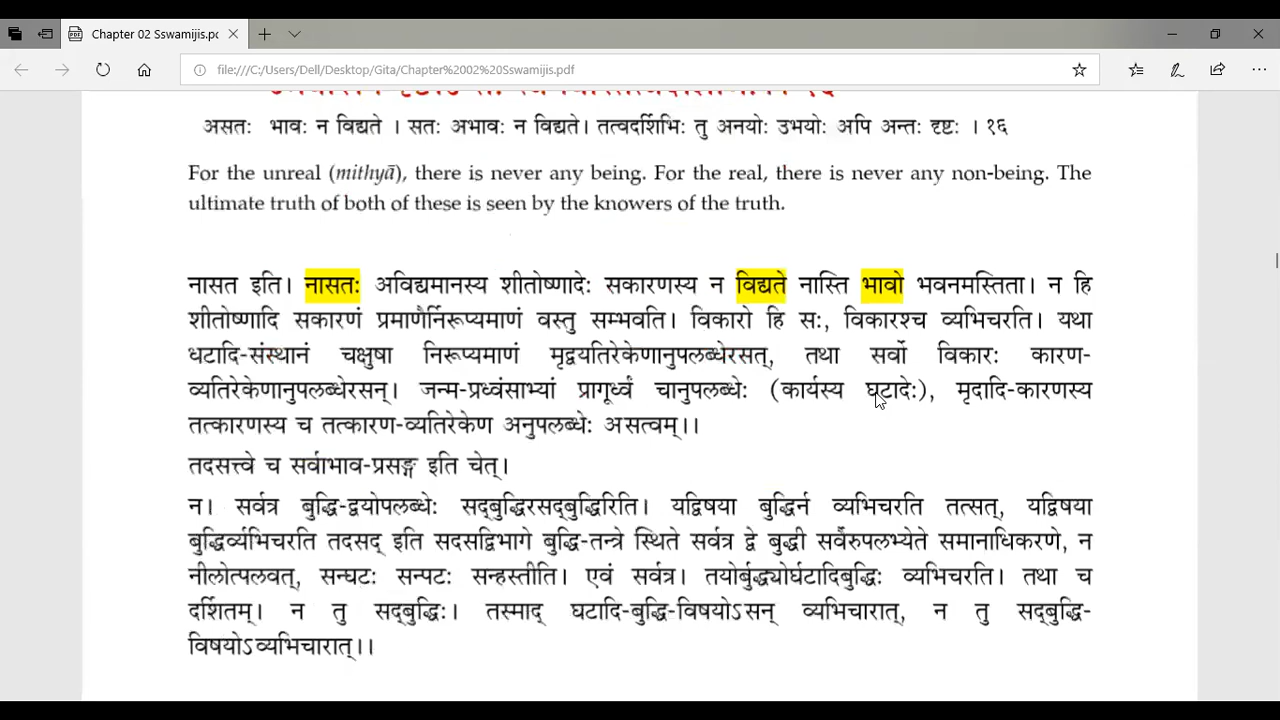 Chapter 02 Sswamijis.pc
file:///C:/Users/Dell/Desktop/Gita/Chapter%2002%20Sswamijis.pdf
असतः भावः न विद्यते । सतः अभावः न विद्यते। तत्वदर्शिभिः तु अनयोः उभयोः अपि अन्तः दृष्टः । १६
For the unreal (mithyā), there is never any being. For the real, there is never any non-being. The
ultimate truth of both of these is seen by the knowers of the truth.
नासत इति। नासतः अविद्यमानस्य शीतोष्णादेः सकारणस्य न विद्यते नास्ति भावो भवनमस्तिता। न हि
शीतोष्णादि सकारणं प्रमाणैर्निरूप्यमाणं वस्तु सम्भवति। विकारो हि सः, विकारश्च व्यभिचरति। यथा
धटादि-संस्थानं चक्षुषा निरूप्यमाणं मृद्व्यतिरेकेणानुपलब्धेरसत्, तथा सर्वो विकारः कारण-
व्यतिरेकेणानुपलब्धेरसन्। जन्म-प्रध्वंसाभ्यां प्रागूर्ध्वं चानुपलब्धेः (कार्यस्य घटादेः), मृदादि-कारणस्य
तत्कारणस्य च तत्कारण-व्यतिरेकेण अनुपलब्धेः असत्वम्।।
तदसत्त्वे च सर्वाभाव-प्रसङ्ग इति चेत्।
न। सर्वत्र बुद्धि-द्वयोपलब्धेः सद्बुद्धिरसद्बुद्धिरिति। यद्विषया बुद्धिर्न व्यभिचरति तत्सत्, यद्विषया
बुद्धिर्व्यभिचरति तदसद् इति सदसद्विभागे बुद्धि-तन्त्रे स्थिते सर्वत्र द्वे बुद्धी सर्वैरुपलभ्येते समानाधिकरणे, न
नीलोत्पलवत्, सन्घटः सन्पटः सन्हस्तीति। एवं सर्वत्र। तयोर्बुद्ध्योर्घटादिबुद्धिः व्यभिचरति। तथा च
दर्शितम्। न तु सद्बुद्धिः। तस्माद् घटादि-बुद्धि-विषयोऽसन् व्यभिचारात्, न तु सद्बुद्धि-
विषयोऽव्यभिचारात्।।